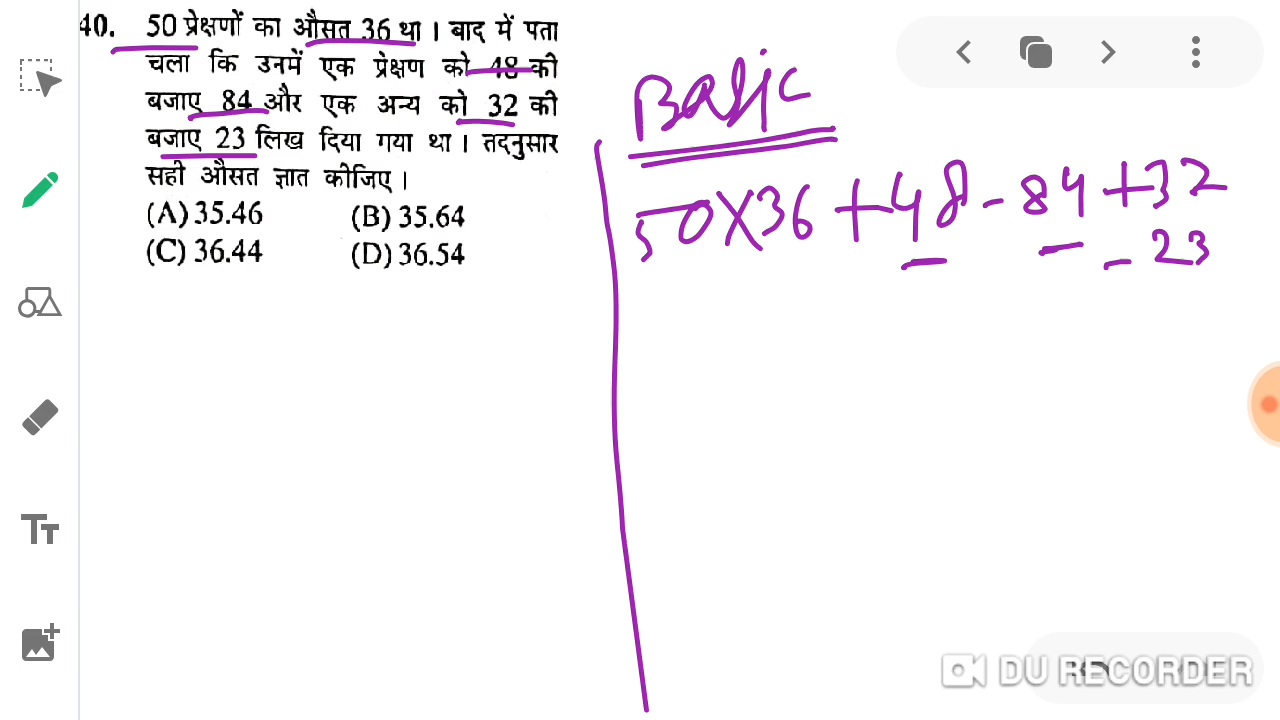 40. 50 प्रेक्षणों का औसत 36 था। बाद में पता
चला कि उनमें एक प्रेक्षण को 48 की
बजाए 84 और एक अन्य को 32 की
बजाए 23 लिख दिया गया था। तदनुसार
सही औसत ज्ञात कीजिए।
(A) 35.46 (B) 35.64
(C) 36.44 (D) 36.54
Basic
50 X 36 + 48 - 84 + 32
- 23
Tт
DU RECORDER